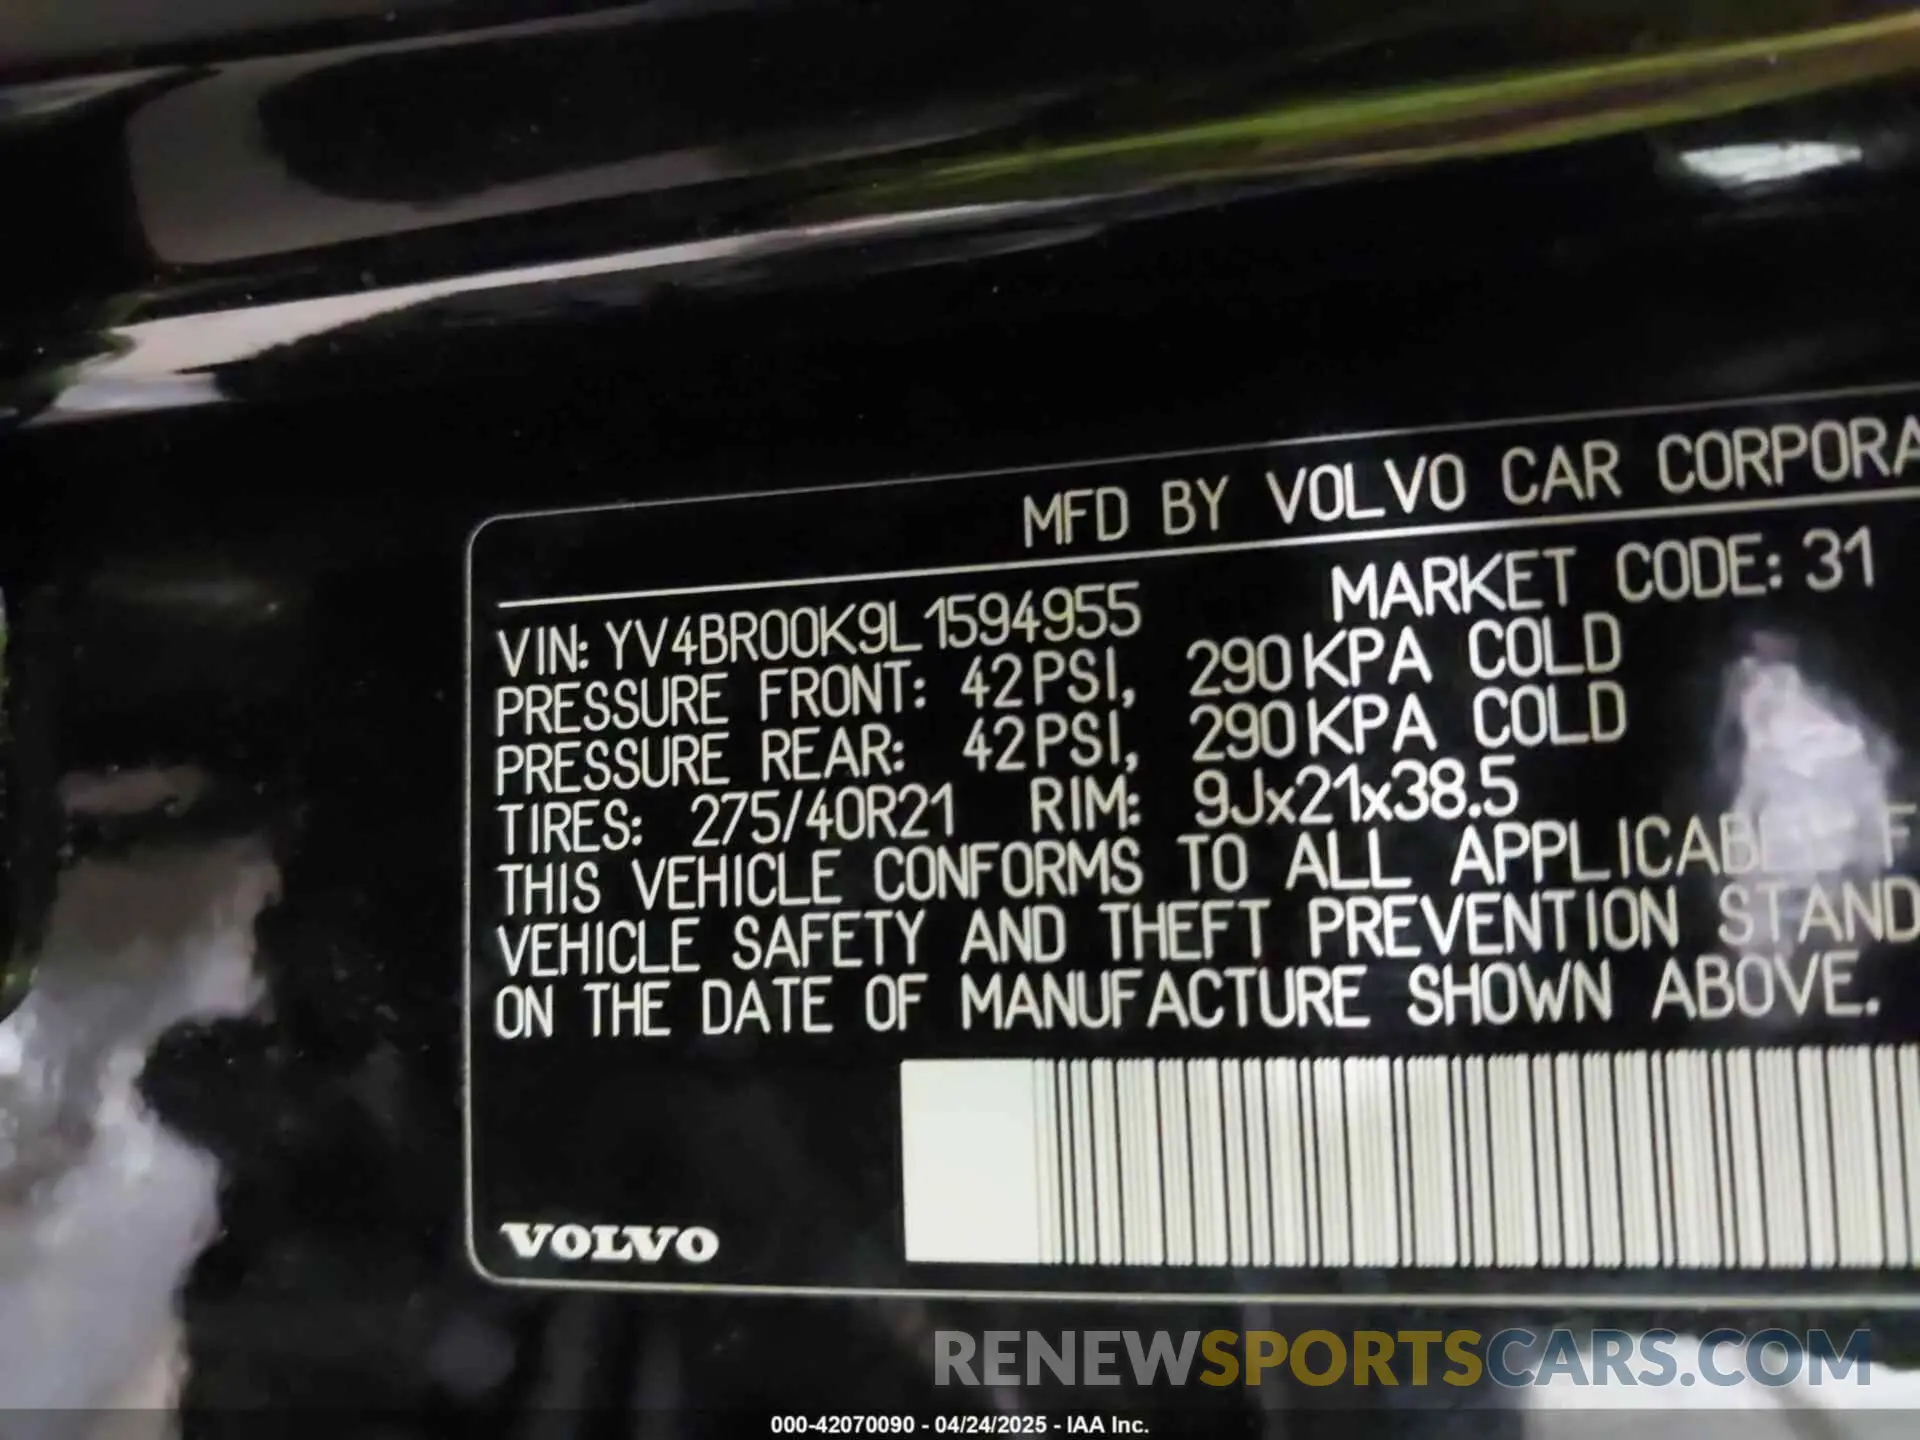 MFD BY VOLVO CAR CORPORA
MARKET CODE: 31
VIN: YV4BR00K9L1594955
PRESSURE FRONT: 42PSI, 290KPA COLD
PRESSURE REAR: 42PSI, 290KPA COLD
TIRES: 275/40R21 RIM: 9Jx21x38.5
THIS VEHICLE CONFORMS TO ALL APPLICABLE F
VEHICLE SAFETY AND THEFT PREVENTION STAND
ON THE DATE OF MANUFACTURE SHOWN ABOVE.
VOLVO
RENEWSPORTSCARS.COM
000-42070090 - 04/24/2025 - IAA Inc.